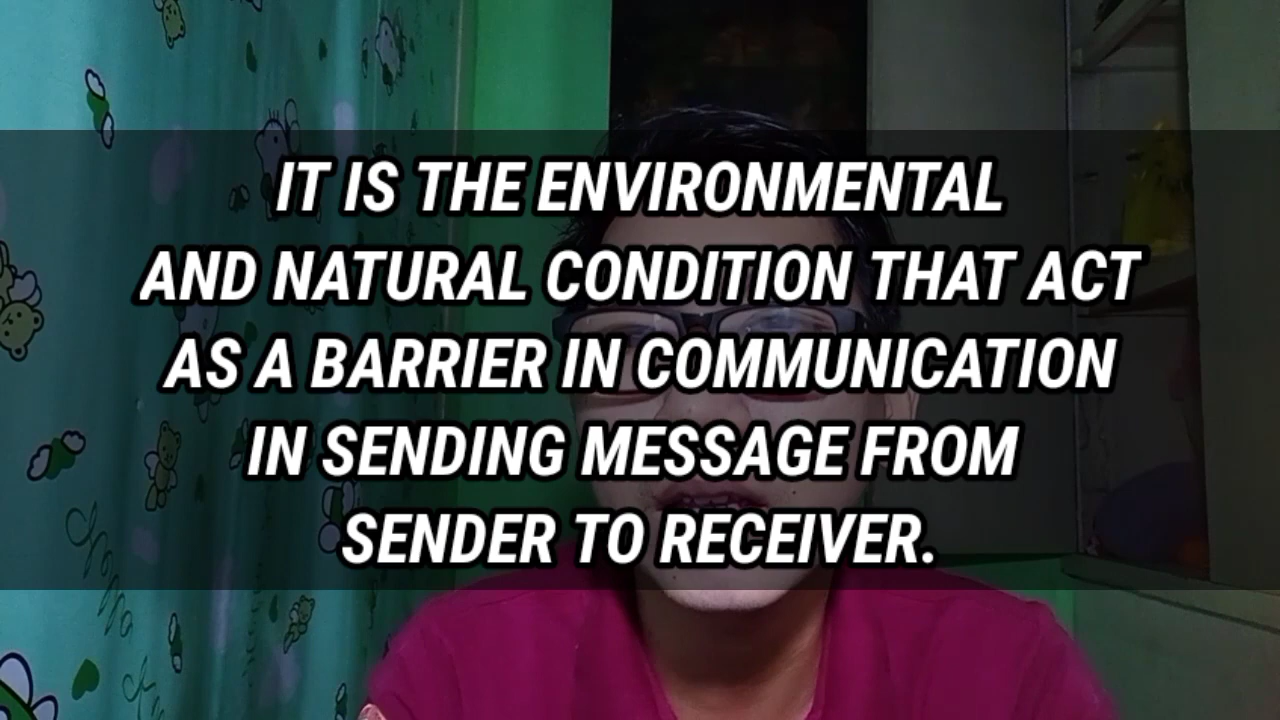 IT IS THE ENVIRONMENTAL
AND NATURAL CONDITION THAT ACT
AS A BARRIER IN COMMUNICATION
IN SENDING MESSAGE FROM
SENDER TO RECEIVER.